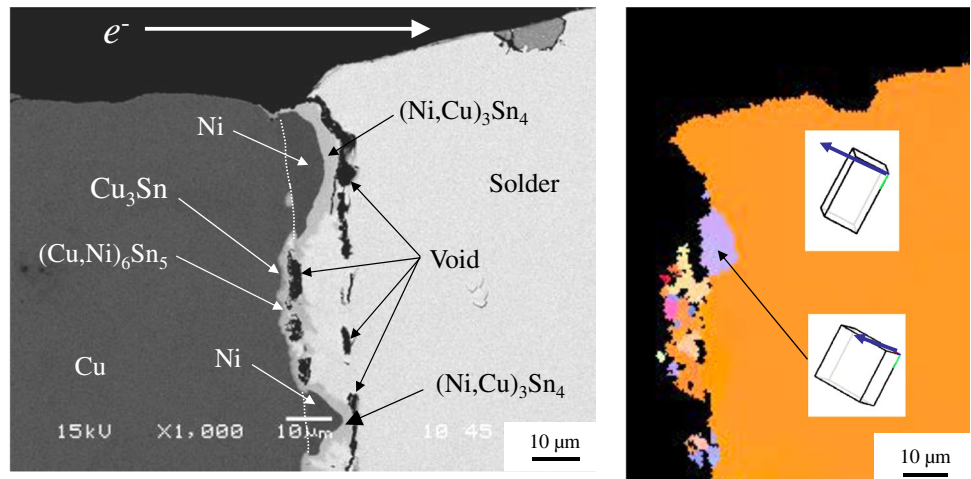 e-
Ni
(Ni,Cu)3Sn4
Solder
Cu3Sn
(Cu,Ni)6Sn5
Void
Cu
Ni
(Ni,Cu)3Sn4
15kV X1,000 10μm 10 45
10 μm
10 μm